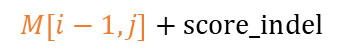 M[i − 1, j] + score_indel